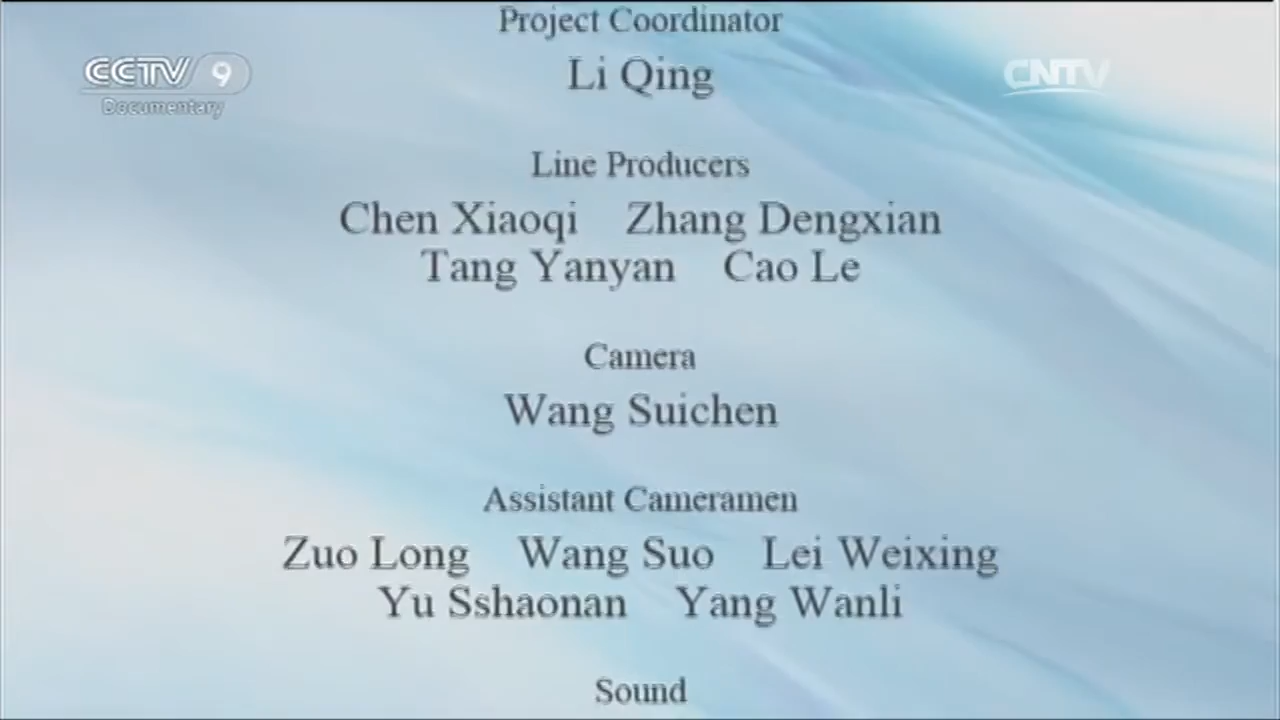 Project Coordinator
CCTV 9
Documentary
CNTV
Li Qing
Line Producers
Chen Xiaoqi Zhang Dengxian
Tang Yanyan Cao Le
Camera
Wang Suichen
Assistant Cameramen
Zuo Long Wang Suo Lei Weixing
Yu Sshaonan Yang Wanli
Sound